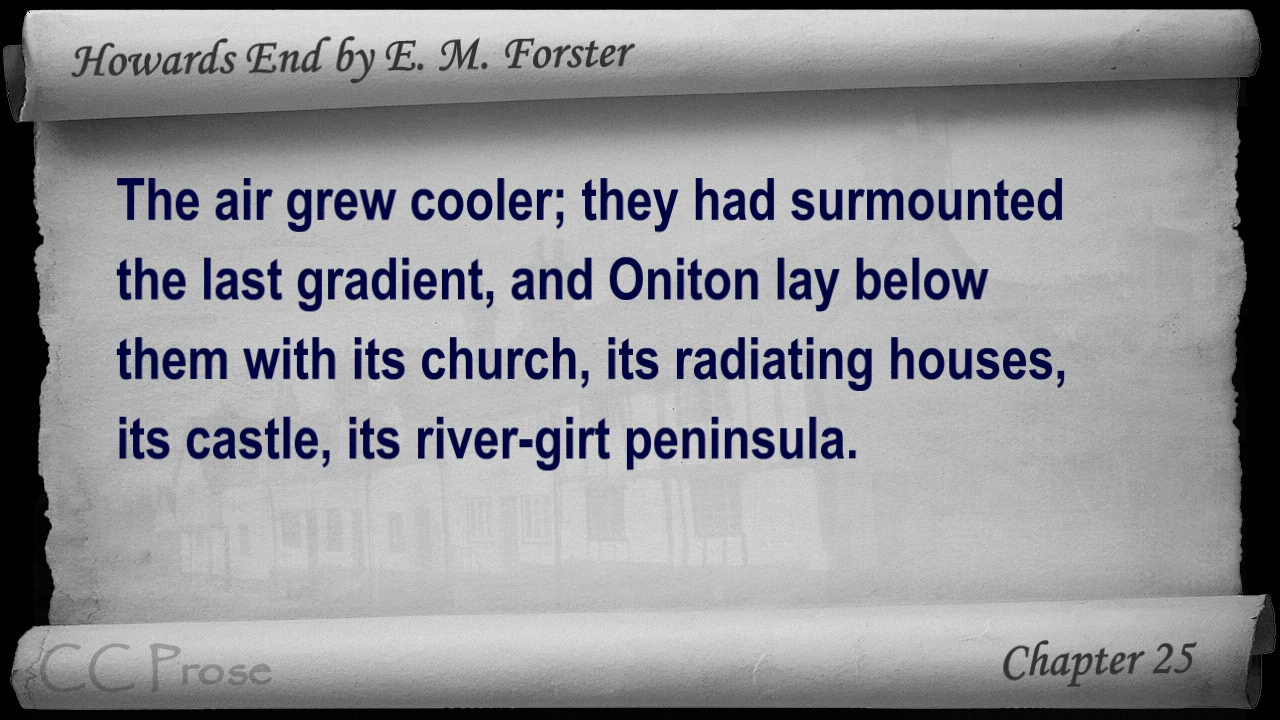 Howards End by E. M. Forster
The air grew cooler; they had surmounted
the last gradient, and Oniton lay below
them with its church, its radiating houses,
its castle, its river-girt peninsula.
CC Prose
Chapter 25